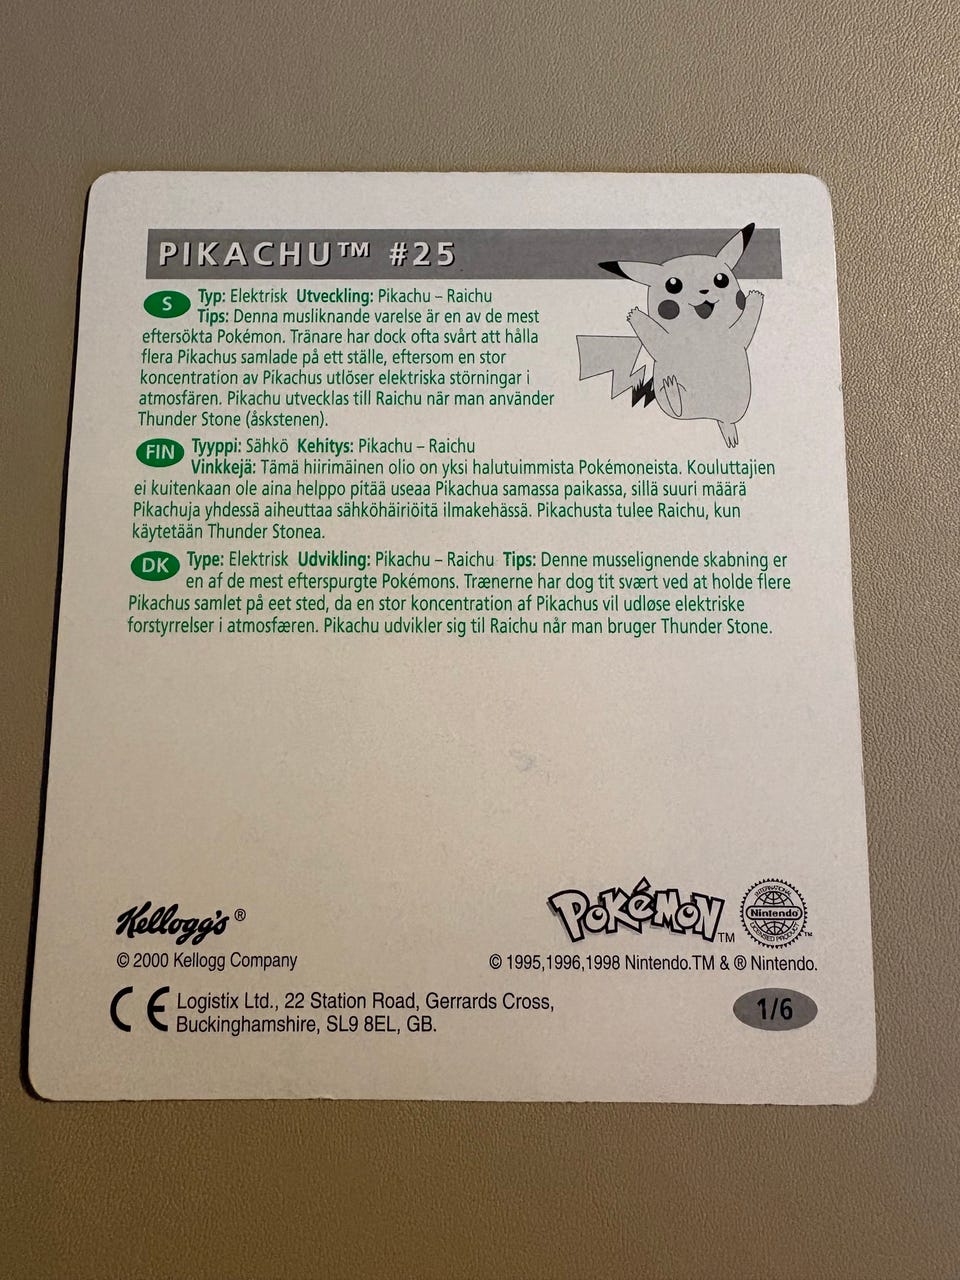 PIKACHU™ #25
S Typ: Elektrisk Utveckling: Pikachu – Raichu
Tips: Denna musliknande varelse är en av de mest
eftersökta Pokémon. Tränare har dock ofta svårt att hålla
flera Pikachus samlade på ett ställe, eftersom en stor
koncentration av Pikachus utlöser elektriska störningar i
atmosfären. Pikachu utvecklas till Raichu när man använder
Thunder Stone (åskstenen).
FIN Tyyppi: Sähkö Kehitys: Pikachu – Raichu
Vinkkejä: Tämä hiirimäinen olio on yksi halutuimmista Pokémoneista. Kouluttajien
ei kuitenkaan ole aina helppo pitää useaa Pikachua samassa paikassa, sillä suuri määrä
Pikachuja yhdessä aiheuttaa sähköhäiriöitä ilmakehässä. Pikachusta tulee Raichu, kun
käytetään Thunder Stonea.
DK Type: Elektrisk Udvikling: Pikachu – Raichu Tips: Denne musselignende skabning er
en af de mest efterspurgte Pokémons. Trænerne har dog tit svært ved at holde flere
Pikachus samlet på eet sted, da en stor koncentration af Pikachus vil udløse elektriske
forstyrrelser i atmosfæren. Pikachu udvikler sig til Raichu når man bruger Thunder Stone.
Kellogg's®
© 2000 Kellogg Company
CE Logistix Ltd., 22 Station Road, Gerrards Cross,
Buckinghamshire, SL9 8EL, GB.
POKéMON™
INTERNATIONAL
Nintendo
LICENSED PRODUCT
™
© 1995,1996,1998 Nintendo.TM & ® Nintendo.
1/6